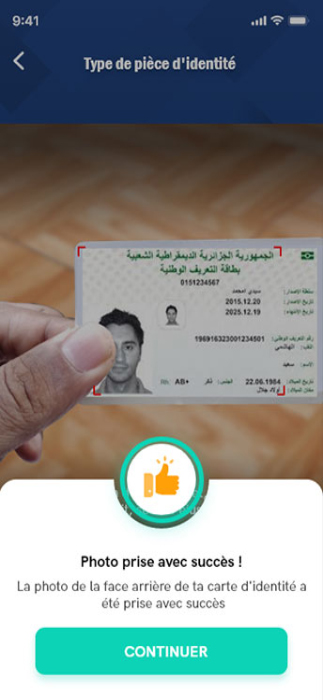 9:41
Type de pièce d'identité
الجمهورية الجزائرية الديمقراطية الشعبية
بطاقة التعريف الوطنية
0151234567
سلطة الإصدار: سيدي امحمد
تاريخ الإصدار: 2015.12.20
تاريخ الإنتهاء: 2025.12.19
رقم التعريف الوطني: 196916323001234501
اللقب: الهاشمي
الإسم: سعيد
تاريخ الميلاد: 22.06.1984 الجنس: ذكر Rh: AB+
مكان الميلاد: أولاد جلال
Photo prise avec succès !
La photo de la face arrière de ta carte d'identité a
été prise avec succès
CONTINUER